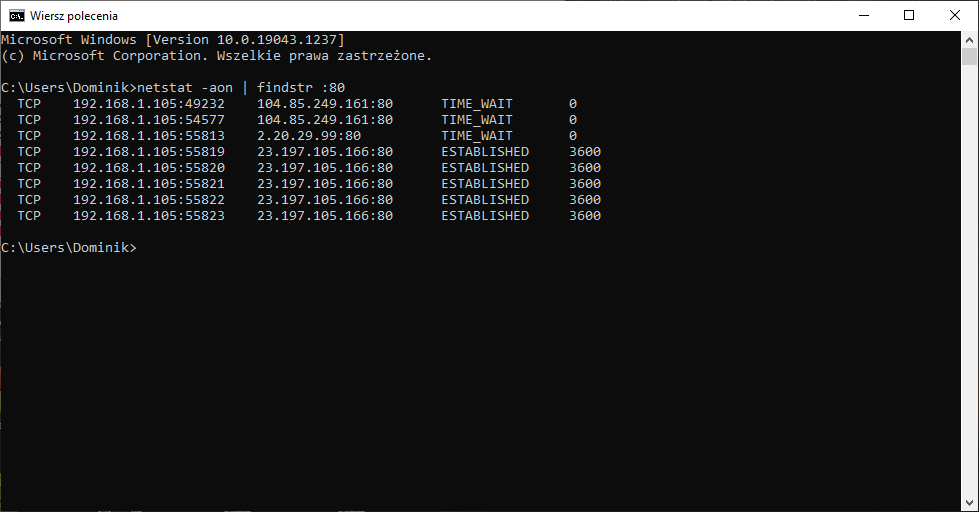 Wiersz polecenia
Microsoft Windows [Version 10.0.19043.1237]
(c) Microsoft Corporation. Wszelkie prawa zastrzeżone.
C:\Users\Dominik>netstat -aon | findstr :80
TCP 192.168.1.105:49232 104.85.249.161:80 TIME_WAIT 0
TCP 192.168.1.105:54577 104.85.249.161:80 TIME_WAIT 0
TCP 192.168.1.105:55813 2.20.29.99:80 TIME_WAIT 0
TCP 192.168.1.105:55819 23.197.105.166:80 ESTABLISHED 3600
TCP 192.168.1.105:55820 23.197.105.166:80 ESTABLISHED 3600
TCP 192.168.1.105:55821 23.197.105.166:80 ESTABLISHED 3600
TCP 192.168.1.105:55822 23.197.105.166:80 ESTABLISHED 3600
TCP 192.168.1.105:55823 23.197.105.166:80 ESTABLISHED 3600
C:\Users\Dominik>